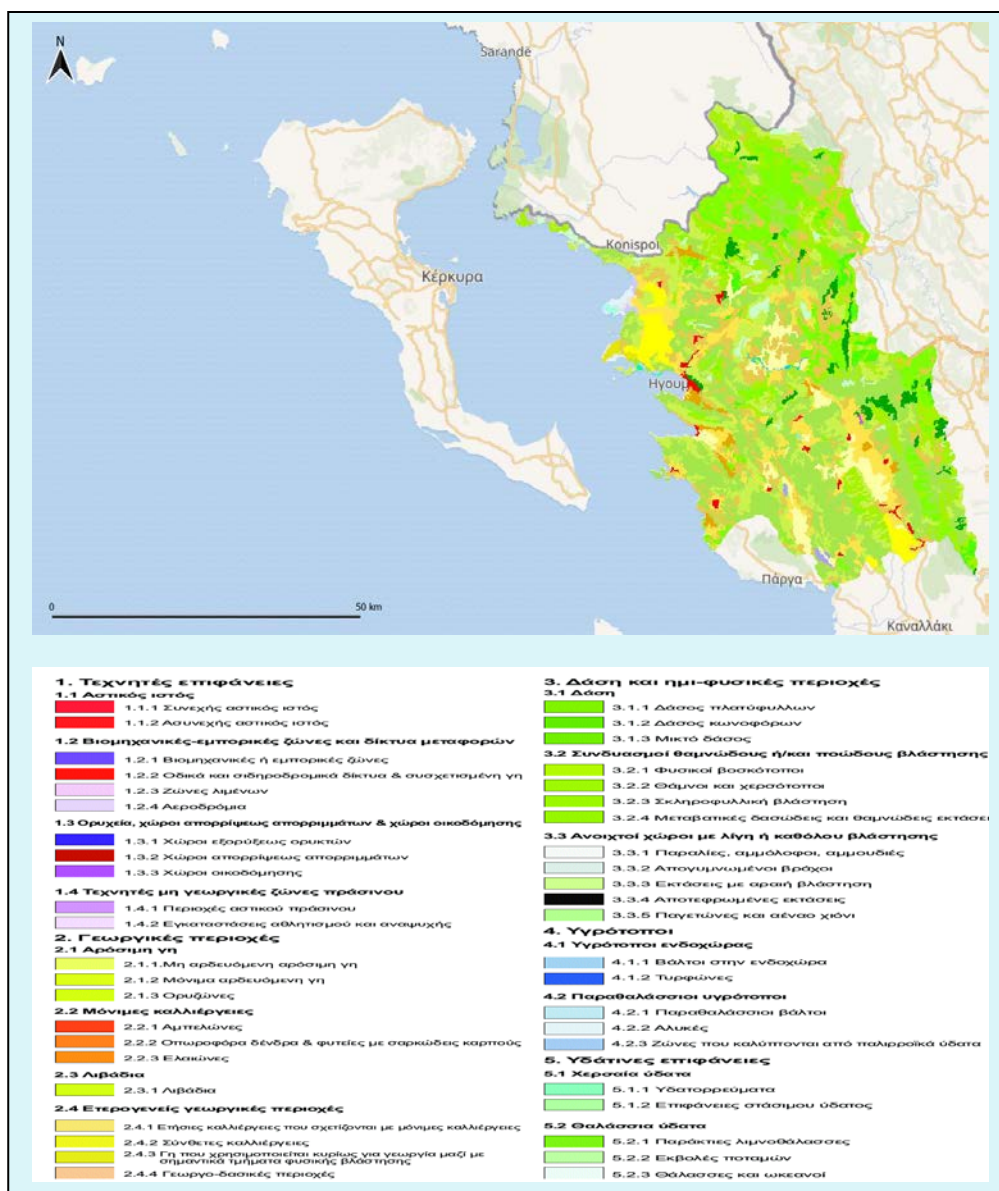 N
Sarandë
Konispol
Κέρκυρα
Ηγουμ
Πάργα
Καναλλάκι
0
50 km
1. Τεχνητές επιφάνειες
1.1 Αστικός ιστός
1.1.1 Συνεχής αστικός ιστός
1.1.2 Ασυνεχής αστικός ιστός
1.2 Βιομηχανικές-εμπορικές ζώνες και δίκτυα μεταφορών
1.2.1 Βιομηχανικές ή εμπορικές ζώνες
1.2.2 Οδικά και σιδηροδρομικά δίκτυα & συσχετισμένη γη
1.2.3 Ζώνες λιμένων
1.2.4 Αεροδρόμια
1.3 Ορυχεία, χώροι απορρίψεως απορριμμάτων & χώροι οικοδόμησης
1.3.1 Χώροι εξορύξεως ορυκτών
1.3.2 Χώροι απορρίψεως απορριμμάτων
1.3.3 Χώροι οικοδόμησης
1.4 Τεχνητές μη γεωργικές ζώνες πράσινου
1.4.1 Περιοχές αστικού πράσινου
1.4.2 Εγκαταστάσεις αθλητισμού και αναψυχής
2. Γεωργικές περιοχές
2.1 Αρόσιμη γη
2.1.1.Μη αρδευόμενη αρόσιμη γη
2.1.2 Μόνιμα αρδευόμενη γη
2.1.3 Ορυζώνες
2.2 Μόνιμες καλλιέργειες
2.2.1 Αμπελώνες
2.2.2 Οπωροφόρα δένδρα & φυτείες με σαρκώδεις καρπούς
2.2.3 Ελαιώνες
2.3 Λιβάδια
2.3.1 Λιβάδια
2.4 Ετερογενείς γεωργικές περιοχές
2.4.1 Ετήσιες καλλιέργειες που σχετίζονται με μόνιμες καλλιέργειες
2.4.2 Σύνθετες καλλιέργειες
2.4.3 Γη που χρησιμοποιείται κυρίως για γεωργία μαζί με
σημαντικά τμήματα φυσικής βλάστησης
2.4.4 Γεωργο-δασικές περιοχές
3. Δάση και ημι-φυσικές περιοχές
3.1 Δάση
3.1.1 Δάσος πλατύφυλλων
3.1.2 Δάσος κωνοφόρων
3.1.3 Μικτό δάσος
3.2 Συνδυασμοί θαμνώδους ή/και ποώδους βλάστησης
3.2.1 Φυσικοί βοσκότοποι
3.2.2 Θάμνοι και χερσότοποι
3.2.3 Σκληροφυλλική βλάστηση
3.2.4 Μεταβατικές δασώδεις και θαμνώδεις εκτάσει
3.3 Ανοιχτοί χώροι με λίγη ή καθόλου βλάστησης
3.3.1 Παραλίες, αμμόλοφοι, αμμουδιές
3.3.2 Απογυμνωμένοι βράχοι
3.3.3 Εκτάσεις με αραιή βλάστηση
3.3.4 Αποτεφρωμένες εκτάσεις
3.3.5 Παγετώνες και αέναο χιόνι
4. Υγρότοποι
4.1 Υγρότοποι ενδοχώρας
4.1.1 Βάλτοι στην ενδοχώρα
4.1.2 Τυρφώνες
4.2 Παραθαλάσσιοι υγρότοποι
4.2.1 Παραθαλάσσιοι βάλτοι
4.2.2 Αλυκές
4.2.3 Ζώνες που καλύπτονται από παλιρροϊκά ύδατα
5. Υδάτινες επιφάνειες
5.1 Χερσαία ύδατα
5.1.1 Υδατορρεύματα
5.1.2 Επιφάνειες στάσιμου ύδατος
5.2 Θαλάσσια ύδατα
5.2.1 Παράκτιες λιμνοθάλασσες
5.2.2 Εκβολές ποταμών
5.2.3 Θάλασσες και ωκεανοί